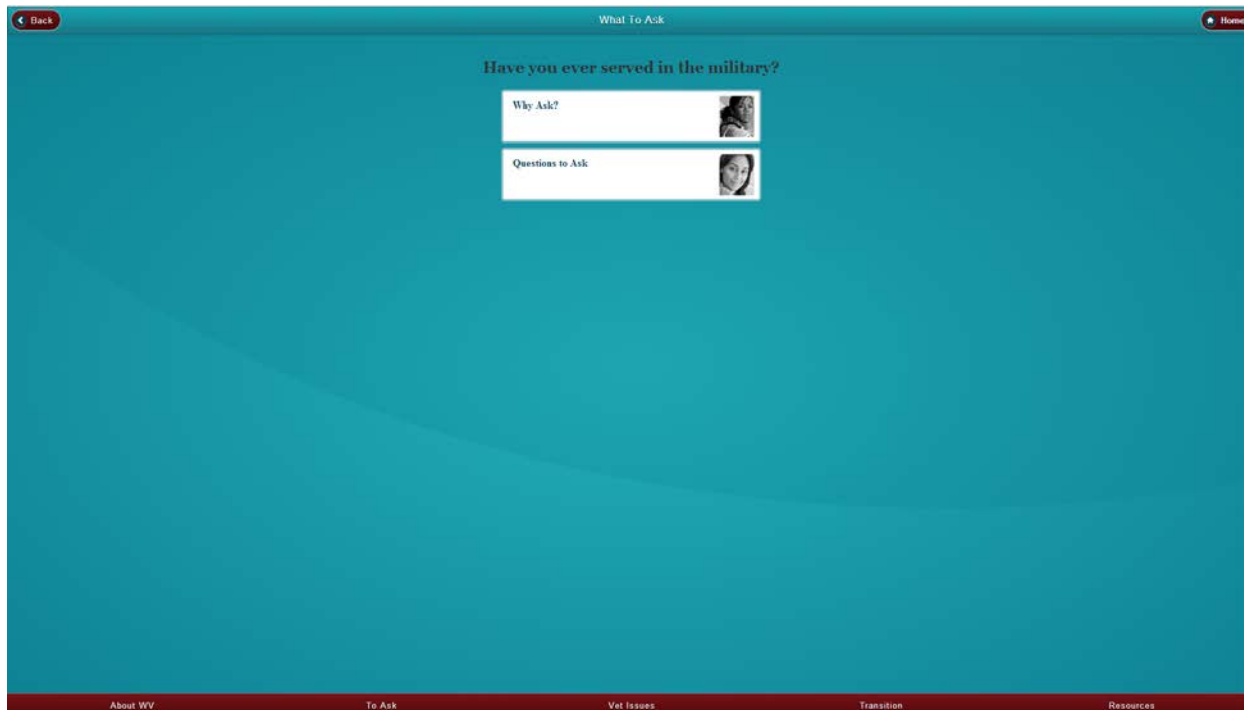 Back What To Ask Home
Have you ever served in the military?
Why Ask?
Questions to Ask
About WV To Ask Vet Issues Transition Resources